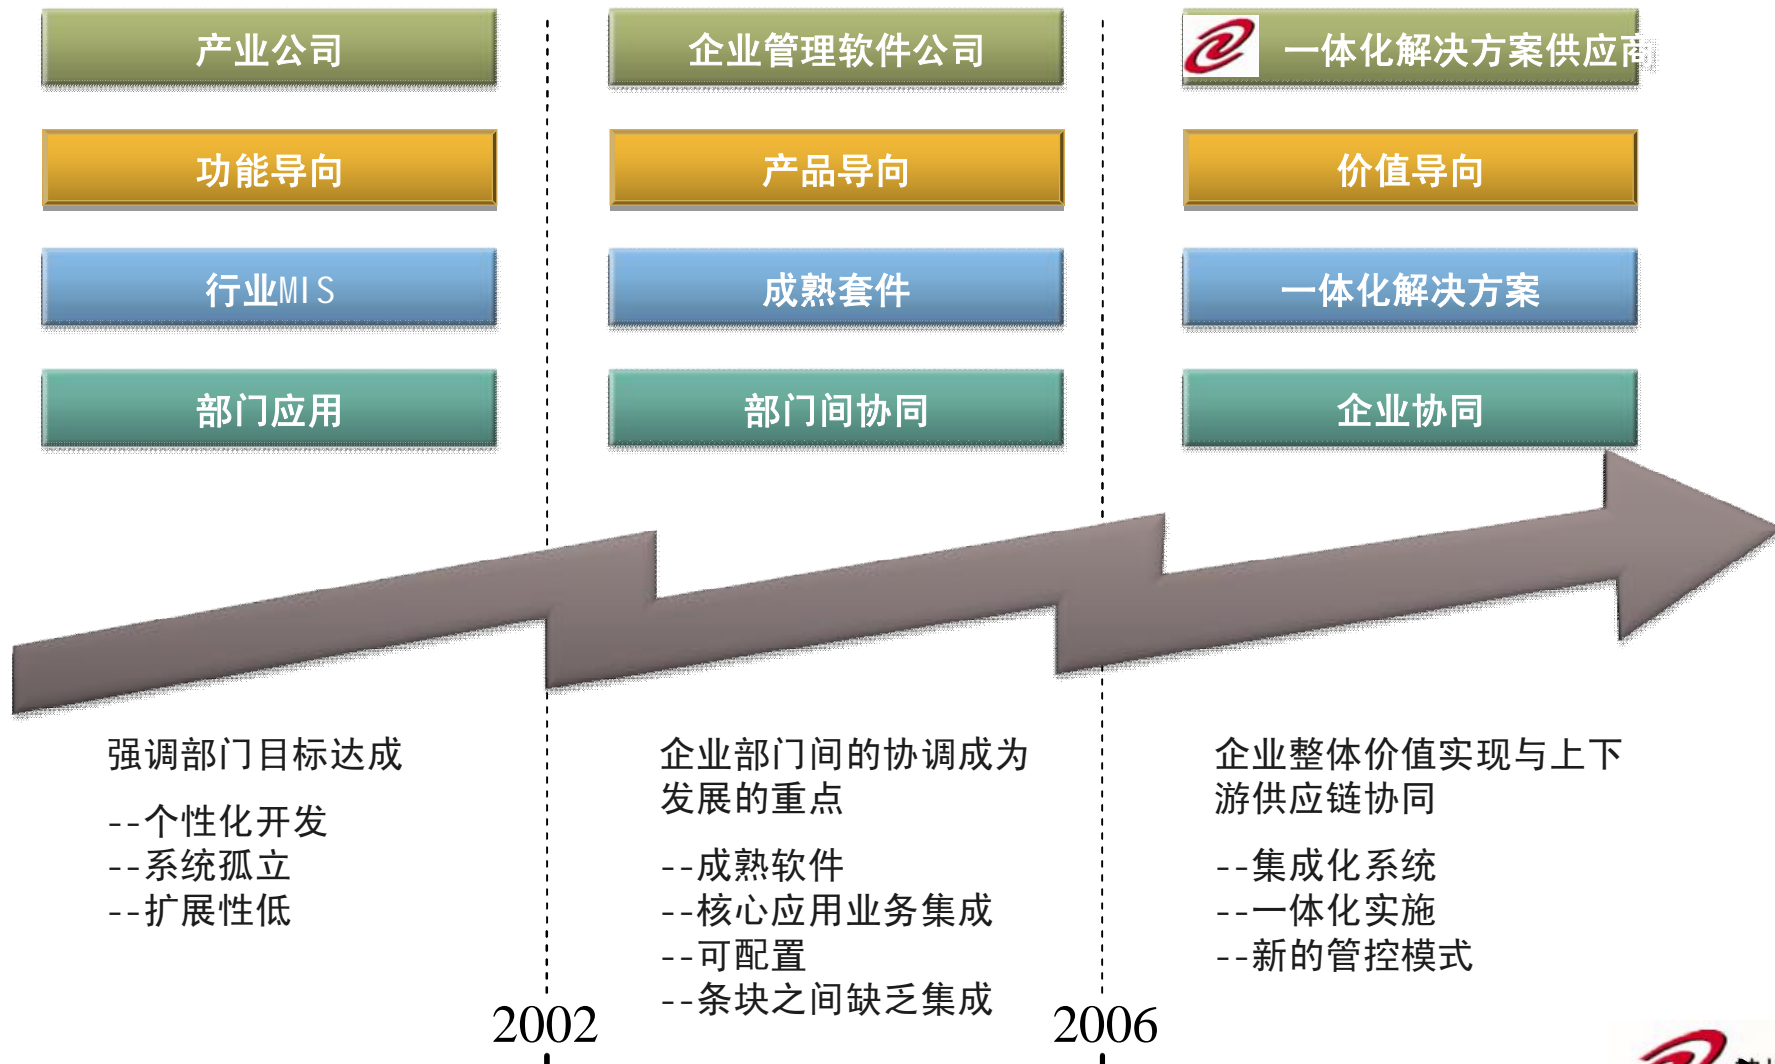 产业公司
企业管理软件公司
一体化解决方案供应商
功能导向
产品导向
价值导向
行业MIS
成熟套件
一体化解决方案
部门应用
部门间协同
企业协同
强调部门目标达成
--个性化开发
--系统孤立
--扩展性低
企业部门间的协调成为
发展的重点
--成熟软件
--核心应用业务集成
--可配置
--条块之间缺乏集成
企业整体价值实现与上下
游供应链协同
--集成化系统
--一体化实施
--新的管控模式
2002
2006